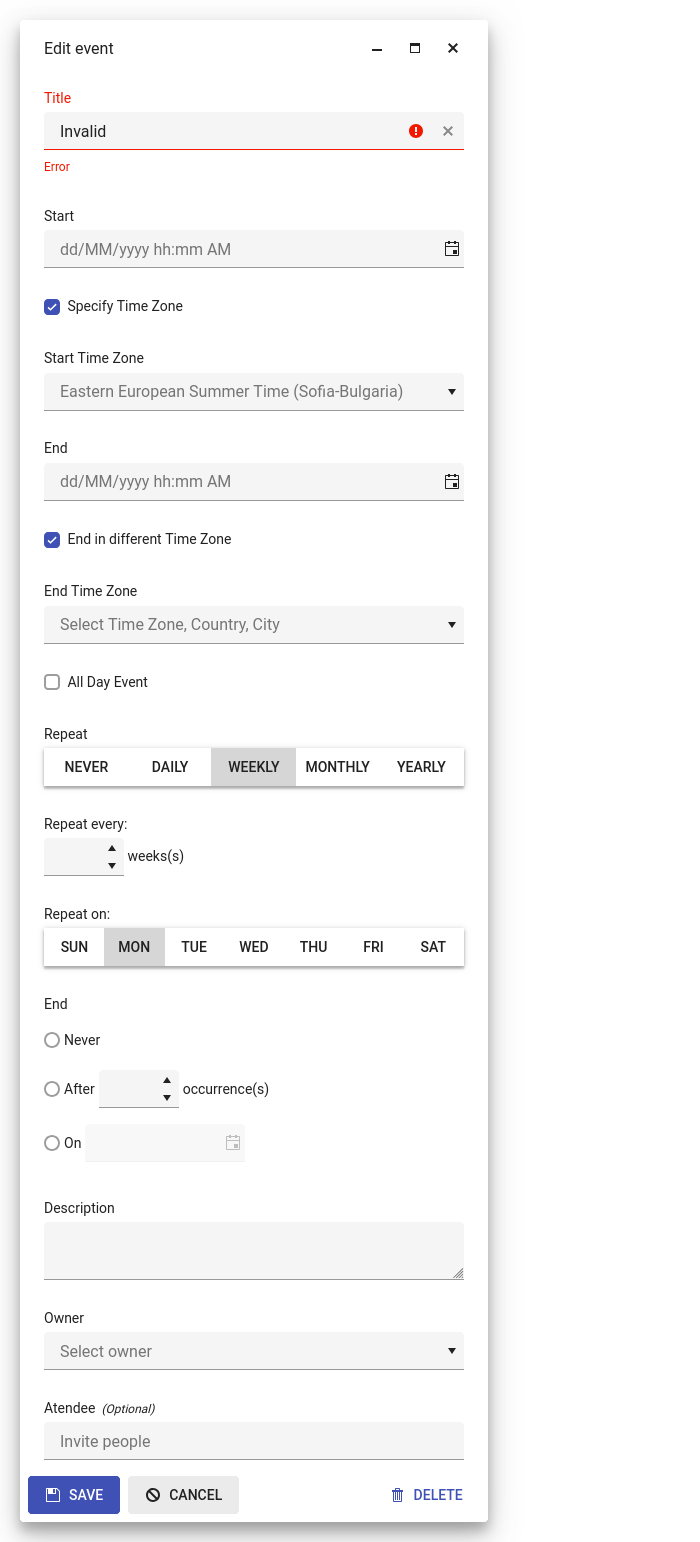 Edit event
Title
Invalid
Error
Start
dd/MM/yyyy hh:mm AM
Specify Time Zone
Start Time Zone
Eastern European Summer Time (Sofia-Bulgaria)
End
dd/MM/yyyy hh:mm AM
End in different Time Zone
End Time Zone
Select Time Zone, Country, City
All Day Event
Repeat
NEVER DAILY WEEKLY MONTHLY YEARLY
Repeat every:
weeks(s)
Repeat on:
SUN MON TUE WED THU FRI SAT
End
Never
After occurrence(s)
On
Description
Owner
Select owner
Atendee (Optional)
Invite people
SAVE CANCEL DELETE